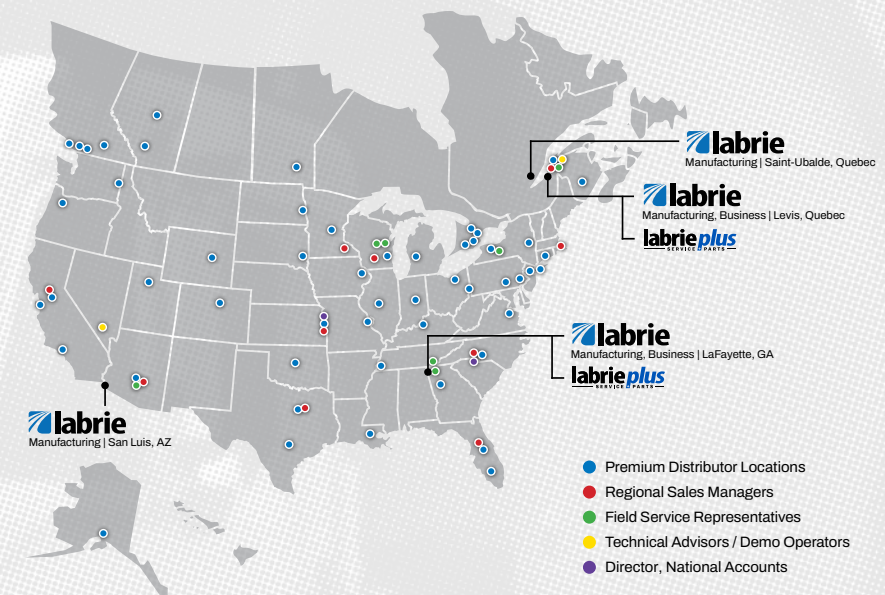 labrie
Manufacturing | Saint-Ubalde, Quebec
labrie
Manufacturing, Business | Levis, Quebec
labrieplus
SERVICE PARTS
labrie
Manufacturing, Business | LaFayette, GA
labrieplus
SERVICE PARTS
labrie
Manufacturing | San Luis, AZ
Premium Distributor Locations
Regional Sales Managers
Field Service Representatives
Technical Advisors / Demo Operators
Director, National Accounts